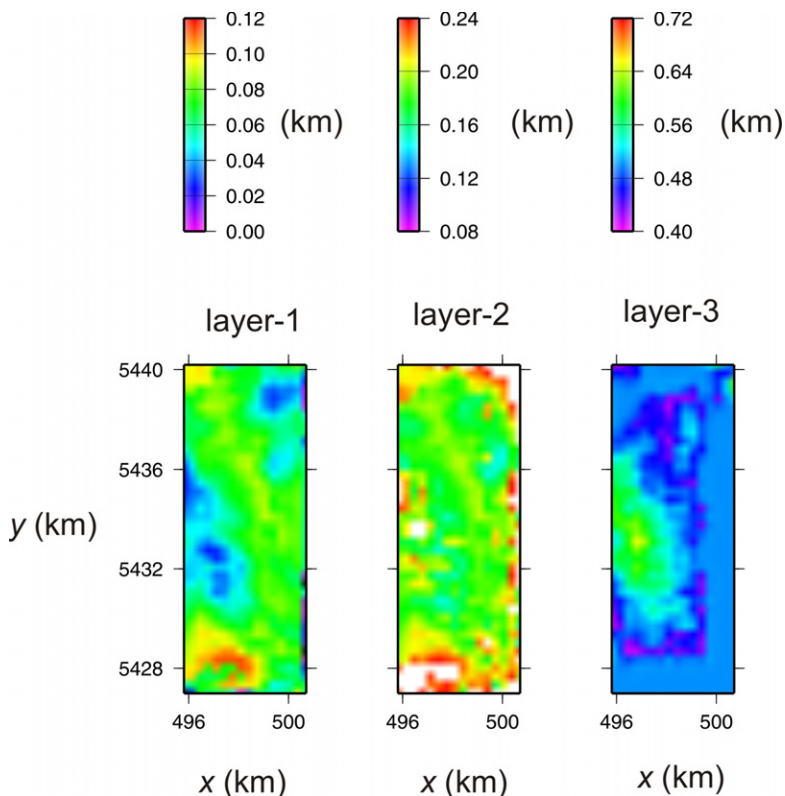 0.12
0.10
0.08
0.06
0.04
0.02
0.00
(km)
0.24
0.20
0.16
0.12
0.08
(km)
0.72
0.64
0.56
0.48
0.40
(km)
layer-1
layer-2
layer-3
y (km)
5440
5436
5432
5428
496 500
496 500
496 500
x (km)
x (km)
x (km)